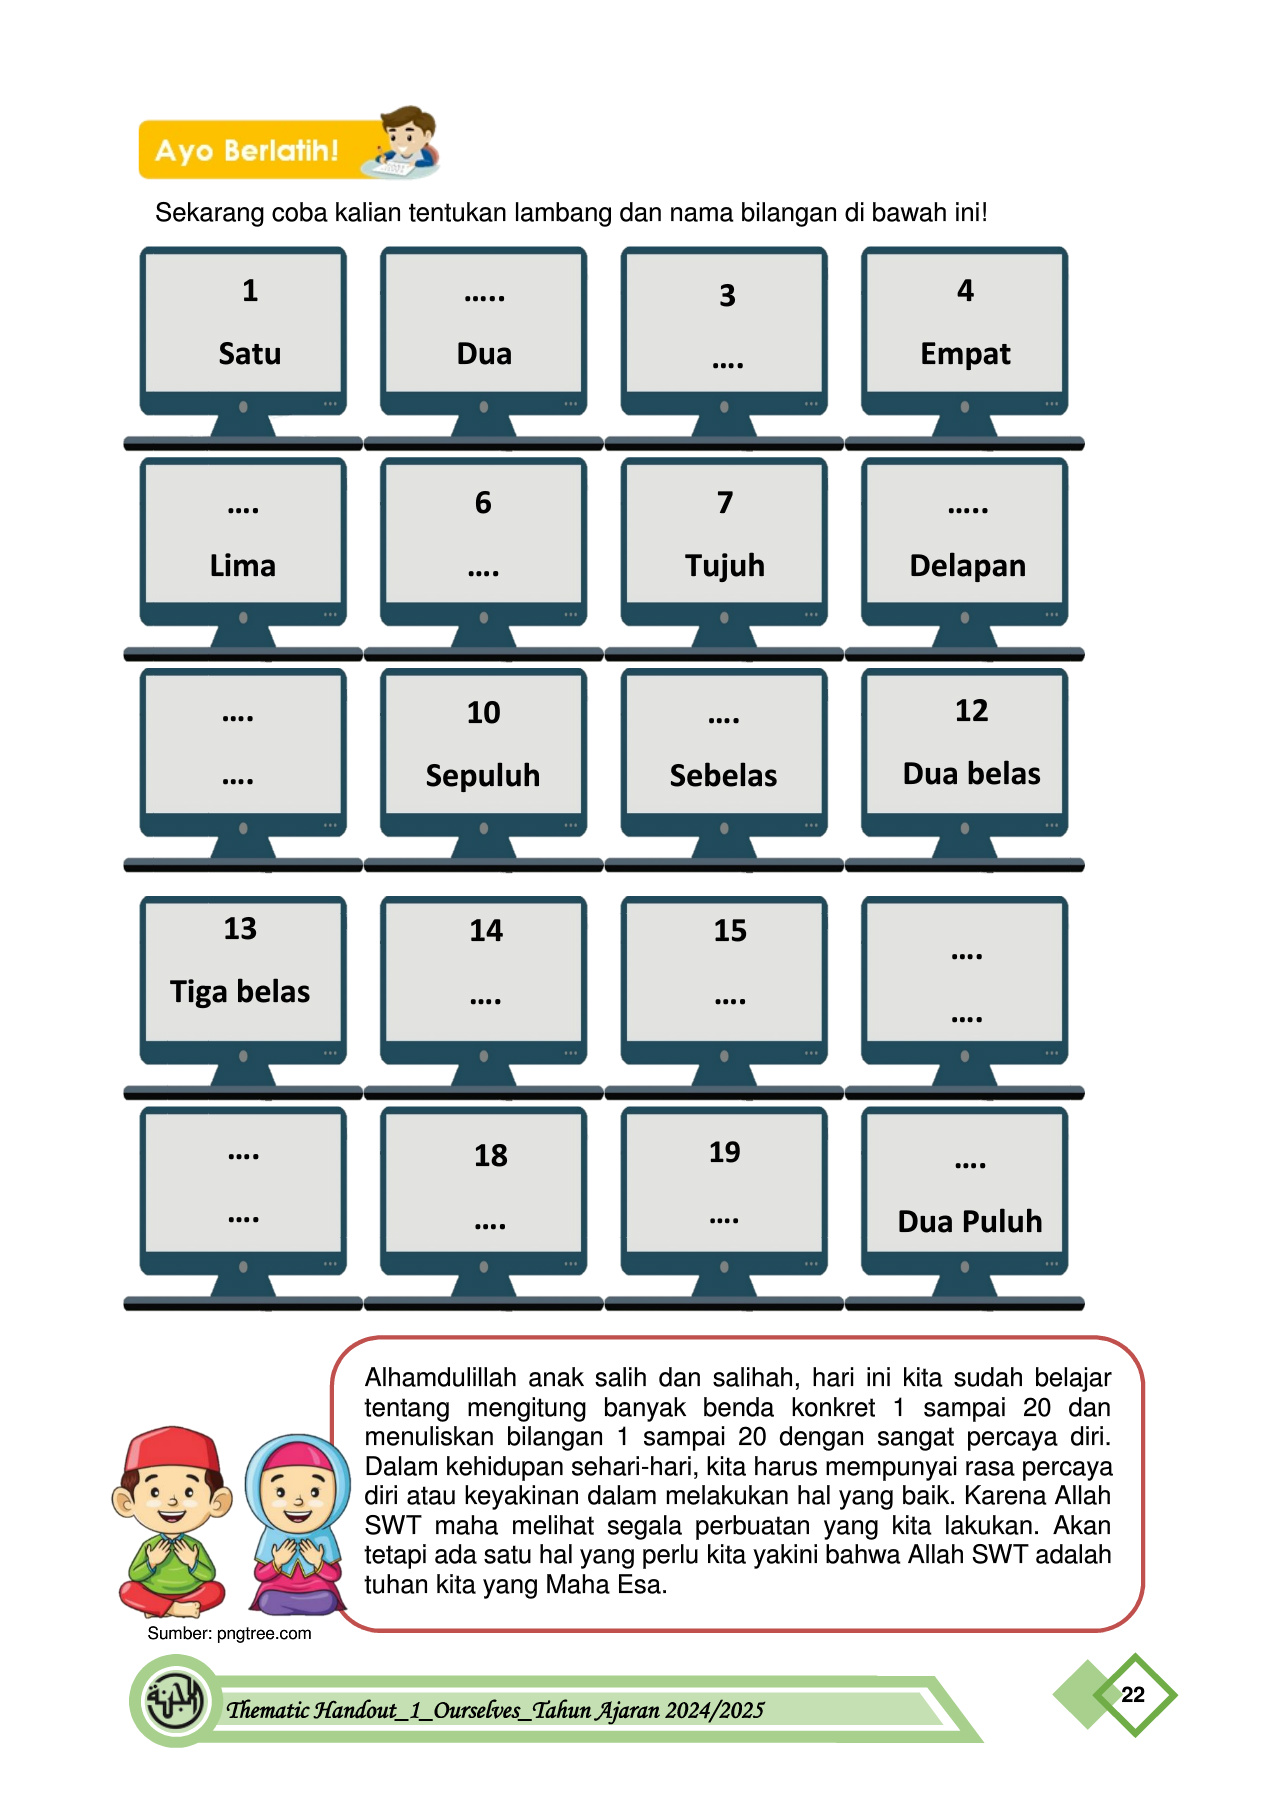 Ayo Berlatih!
Sekarang coba kalian tentukan lambang dan nama bilangan di bawah ini!
1 ..... 3 4
Satu Dua .... Empat
.... 6 7 .....
Lima .... Tujuh Delapan
.... 10 .... 12
.... Sepuluh Sebelas Dua belas
13 14 15 ....
Tiga belas .... .... ....
.... 18 19 ....
.... .... .... Dua Puluh
Alhamdulillah anak salih dan salihah, hari ini kita sudah belajar
tentang mengitung banyak benda konkret 1 sampai 20 dan
menuliskan bilangan 1 sampai 20 dengan sangat percaya diri.
Dalam kehidupan sehari-hari, kita harus mempunyai rasa percaya
diri atau keyakinan dalam melakukan hal yang baik. Karena Allah
SWT maha melihat segala perbuatan yang kita lakukan. Akan
tetapi ada satu hal yang perlu kita yakini bahwa Allah SWT adalah
tuhan kita yang Maha Esa.
Sumber: pngtree.com
Thematic Handout_1_Ourselves_Tahun Ajaran 2024/2025
22